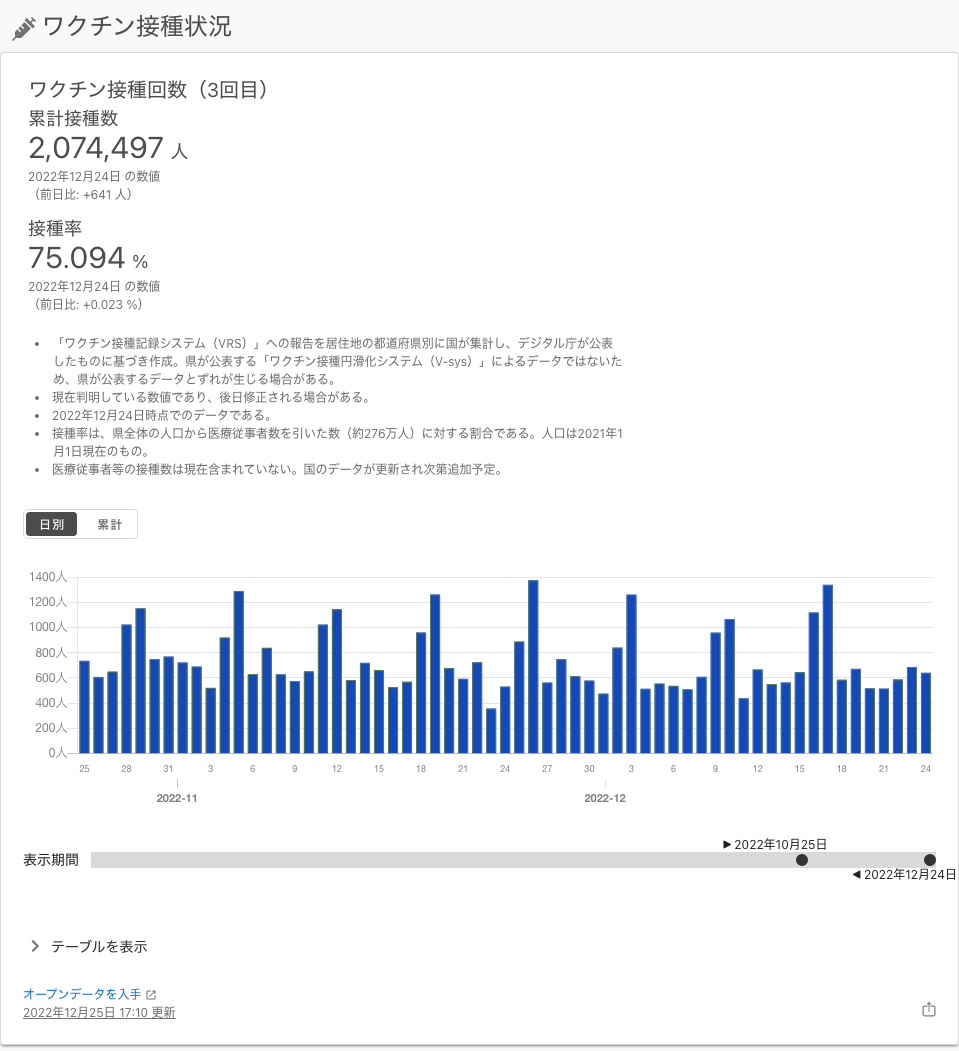 ワクチン接種状況
ワクチン接種回数（3回目）
累計接種数
2,074,497 人
2022年12月24日 の数値
（前日比: +641 人）
接種率
75.094 %
2022年12月24日 の数値
（前日比: +0.023 %）
• 「ワクチン接種記録システム（VRS）」への報告を居住地の都道府県別に国が集計し、デジタル庁が公表
したものに基づき作成。県が公表する「ワクチン接種円滑化システム（V-sys）」によるデータではないた
め、県が公表するデータとずれが生じる場合がある。
• 現在判明している数値であり、後日修正される場合がある。
• 2022年12月24日時点でのデータである。
• 接種率は、県全体の人口から医療従事者数を引いた数（約276万人）に対する割合である。人口は2021年1
月1日現在のもの。
• 医療従事者等の接種数は現在含まれていない。国のデータが更新され次第追加予定。
日別 累計
1400人
1200人
1000人
800人
600人
400人
200人
0人
25 28 31 3 6 9 12 15 18 21 24 27 30 3 6 9 12 15 18 21 24
2022-11 2022-12
▶ 2022年10月25日
表示期間
◀ 2022年12月24日
テーブルを表示
オープンデータを入手
2022年12月25日 17:10 更新